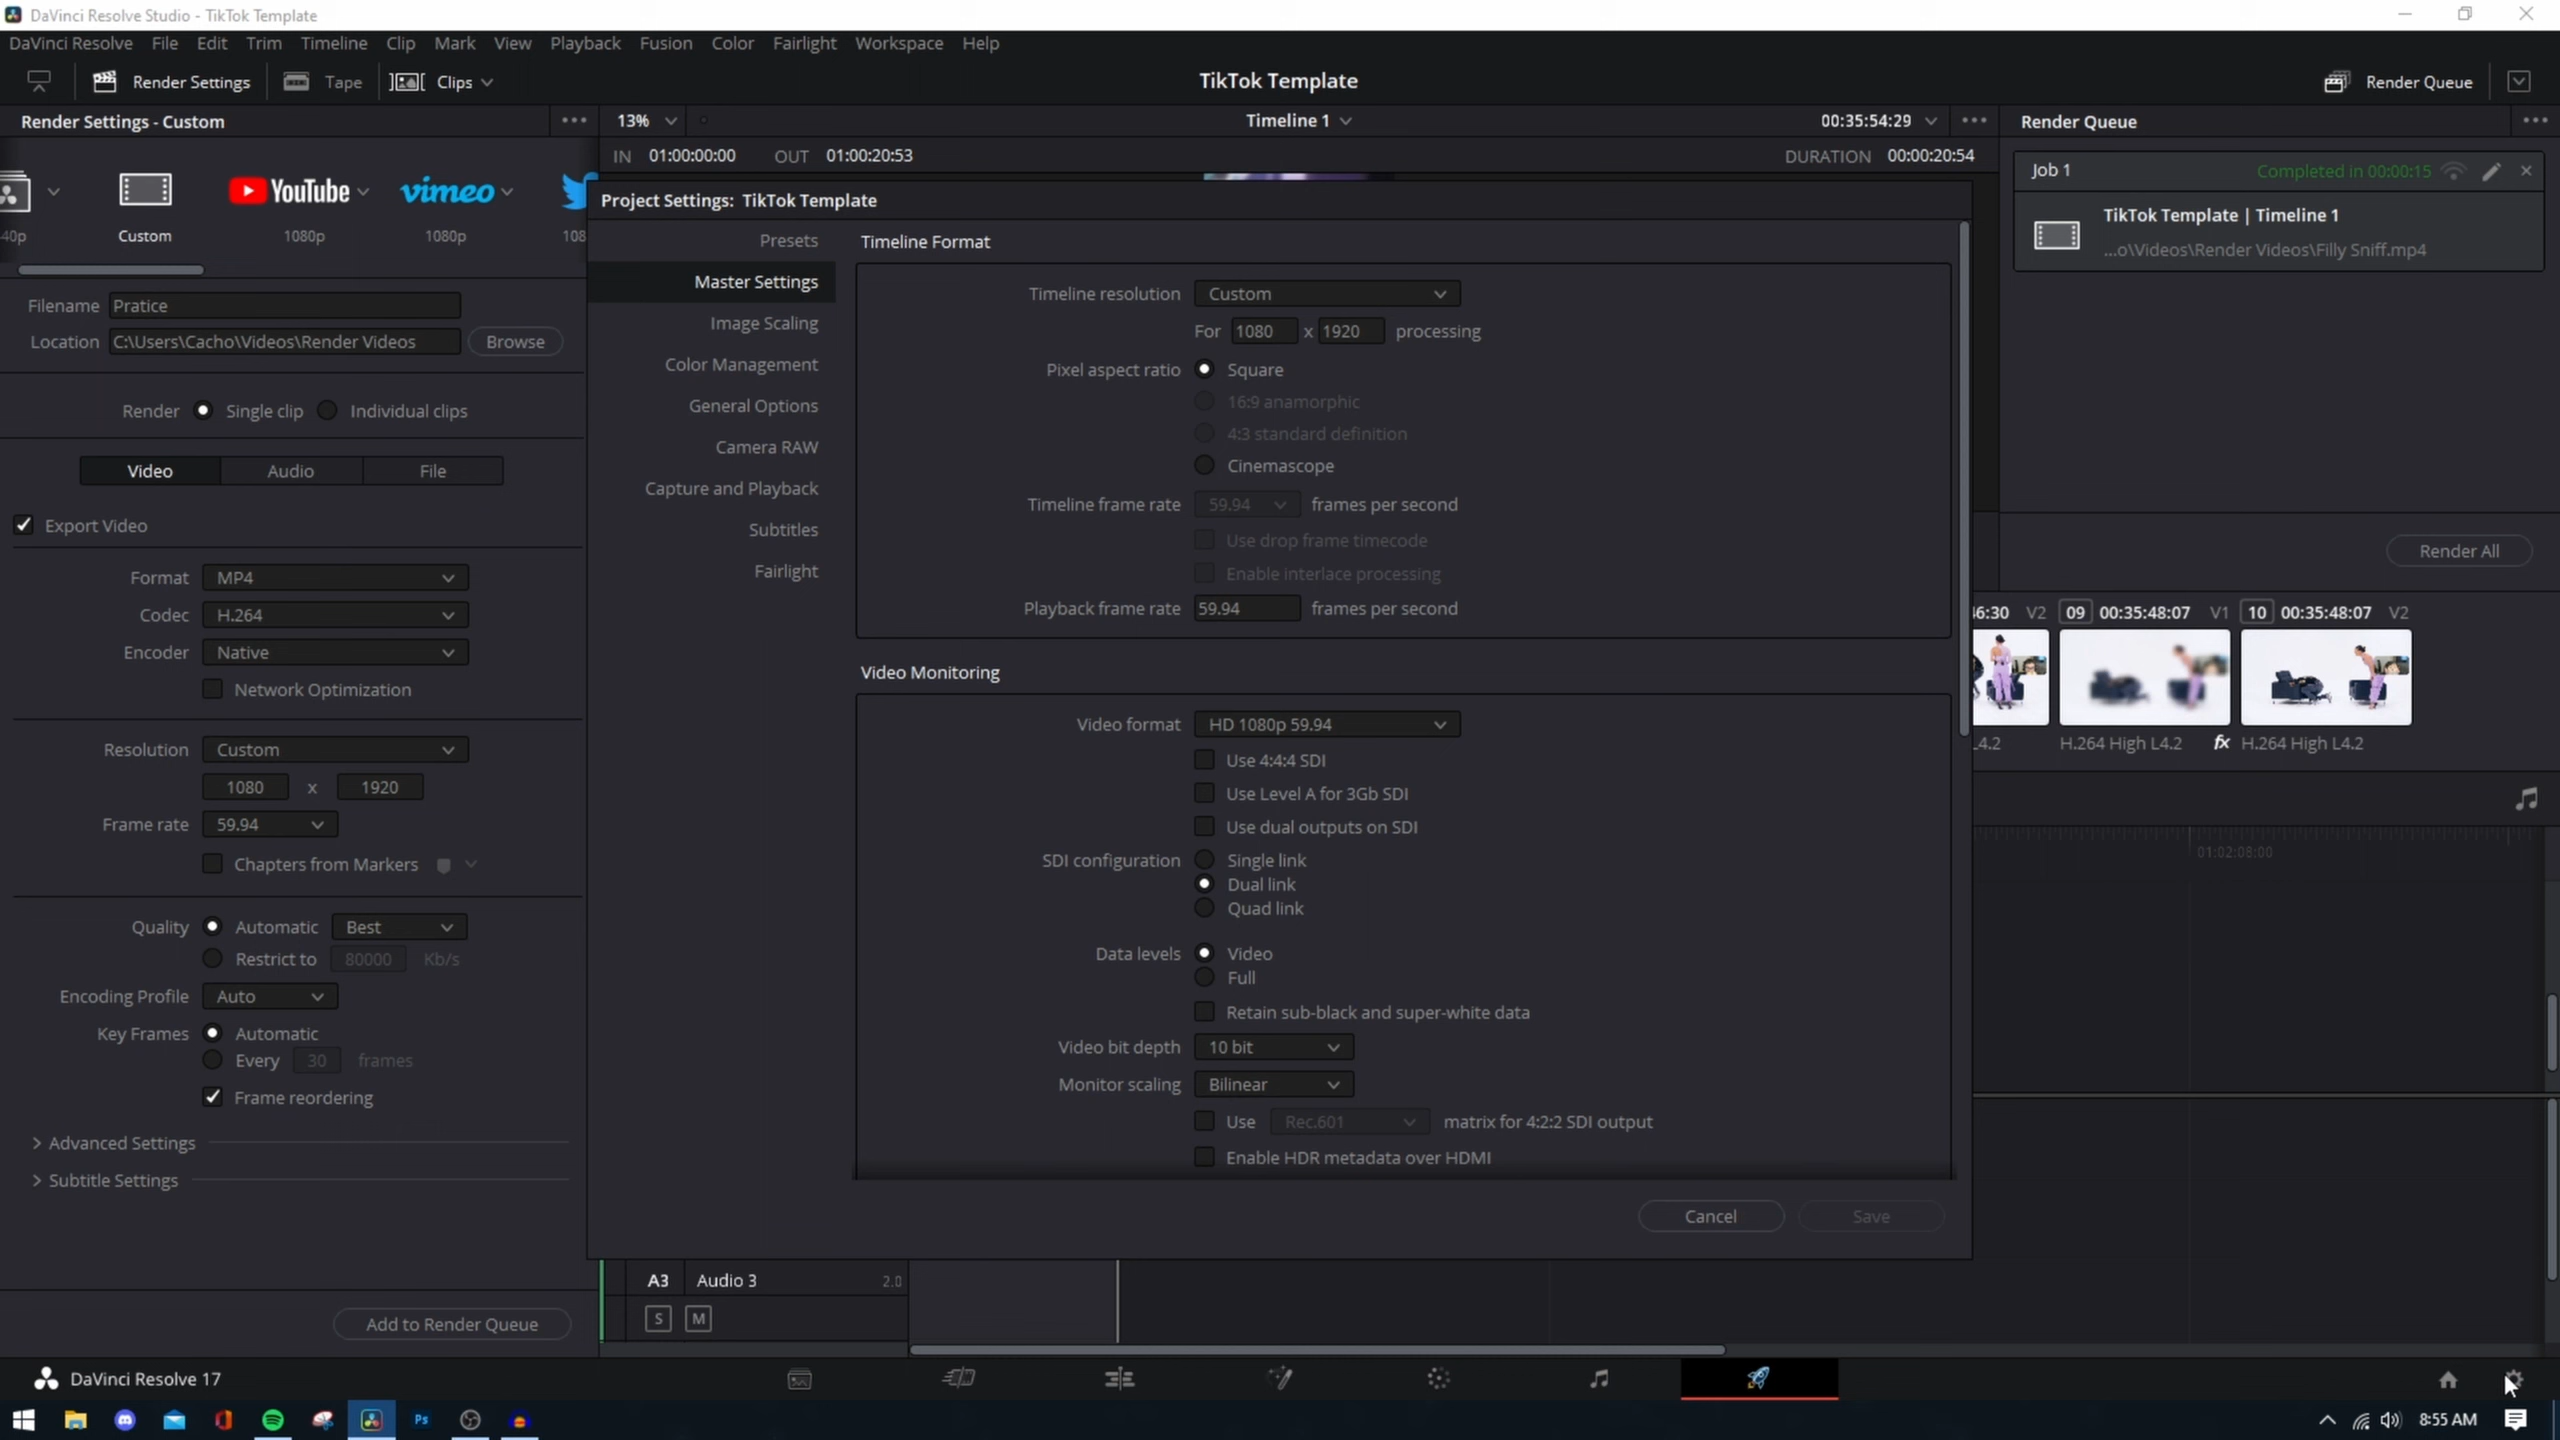 DaVinci Resolve Studio - TikTok Template
DaVinci Resolve File Edit Trim Timeline Clip Mark View Playback Fusion Color Fairlight Workspace Help
Render Settings Tape Clips TikTok Template Render Queue
Render Settings - Custom 13% Timeline 1 00:35:54:29 Render Queue
IN 01:00:00:00 OUT 01:00:20:53 DURATION 00:00:20:54
Job 1 Completed in 00:00:15
TikTok Template | Timeline 1
...o\Videos\Render Videos\Filly Sniff.mp4
Render All
YouTube vimeo
40p Custom 1080p 1080p 108
Filename Pratice
Location C:\Users\Cacho\Videos\Render Videos Browse
Render Single clip Individual clips
Video Audio File
Export Video
Format MP4
Codec H.264
Encoder Native
Network Optimization
Resolution Custom
1080 x 1920
Frame rate 59.94
Chapters from Markers
Quality Automatic Best
Restrict to 80000 Kb/s
Encoding Profile Auto
Key Frames Automatic
Every 30 frames
Frame reordering
Advanced Settings
Subtitle Settings
Add to Render Queue
Project Settings: TikTok Template
Presets
Master Settings
Image Scaling
Color Management
General Options
Camera RAW
Capture and Playback
Subtitles
Fairlight
Timeline Format
Timeline resolution Custom
For 1080 x 1920 processing
Pixel aspect ratio Square
16:9 anamorphic
4:3 standard definition
Cinemascope
Timeline frame rate 59.94 frames per second
Use drop frame timecode
Enable interlace processing
Playback frame rate 59.94 frames per second
Video Monitoring
Video format HD 1080p 59.94
Use 4:4:4 SDI
Use Level A for 3Gb SDI
Use dual outputs on SDI
SDI configuration Single link
Dual link
Quad link
Data levels Video
Full
Retain sub-black and super-white data
Video bit depth 10 bit
Monitor scaling Bilinear
Use Rec.601 matrix for 4:2:2 SDI output
Enable HDR metadata over HDMI
Cancel Save
46:30 V2 09 00:35:48:07 V1 10 00:35:48:07 V2
L4.2 H.264 High L4.2 fx H.264 High L4.2
01:02:08:00
A3 Audio 3 2.0
S M
DaVinci Resolve 17
Ps 8:55 AM